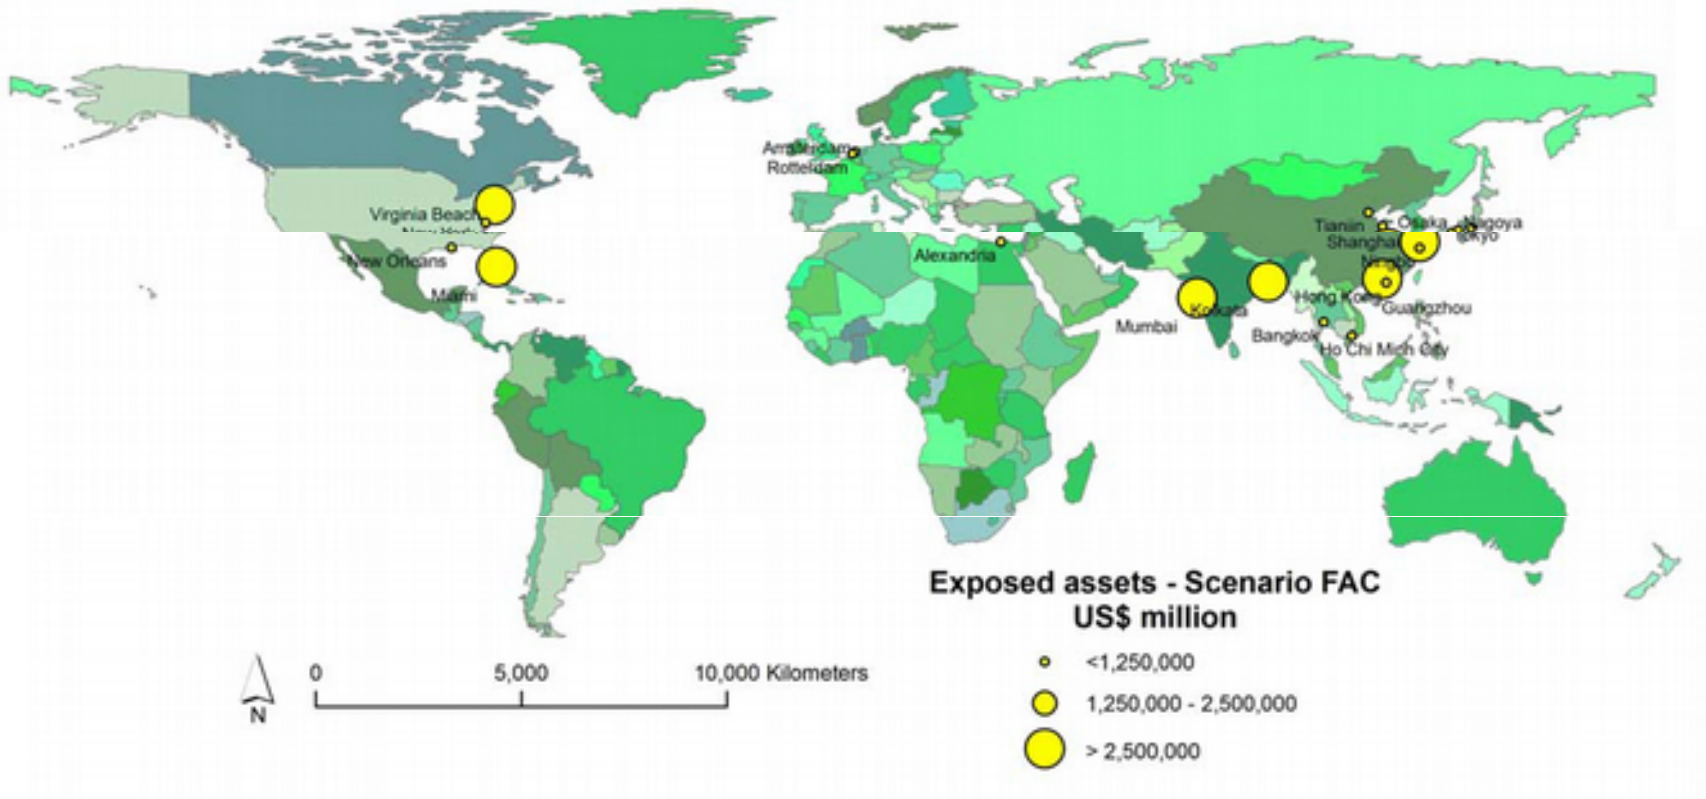 Amsterdam
Rotterdam
Virginia Beach
New Orleans
Miami
Alexandria
Tianjin
Osaka
Nagoya
Shanghai
Ningbo
Mumbai
Kolkata
Hong Kong
Guangzhou
Bangkok
Ho Chi Minh City
Exposed assets - Scenario FAC
US$ million
<1,250,000
1,250,000 - 2,500,000
> 2,500,000
0
5,000
10,000 Kilometers
N